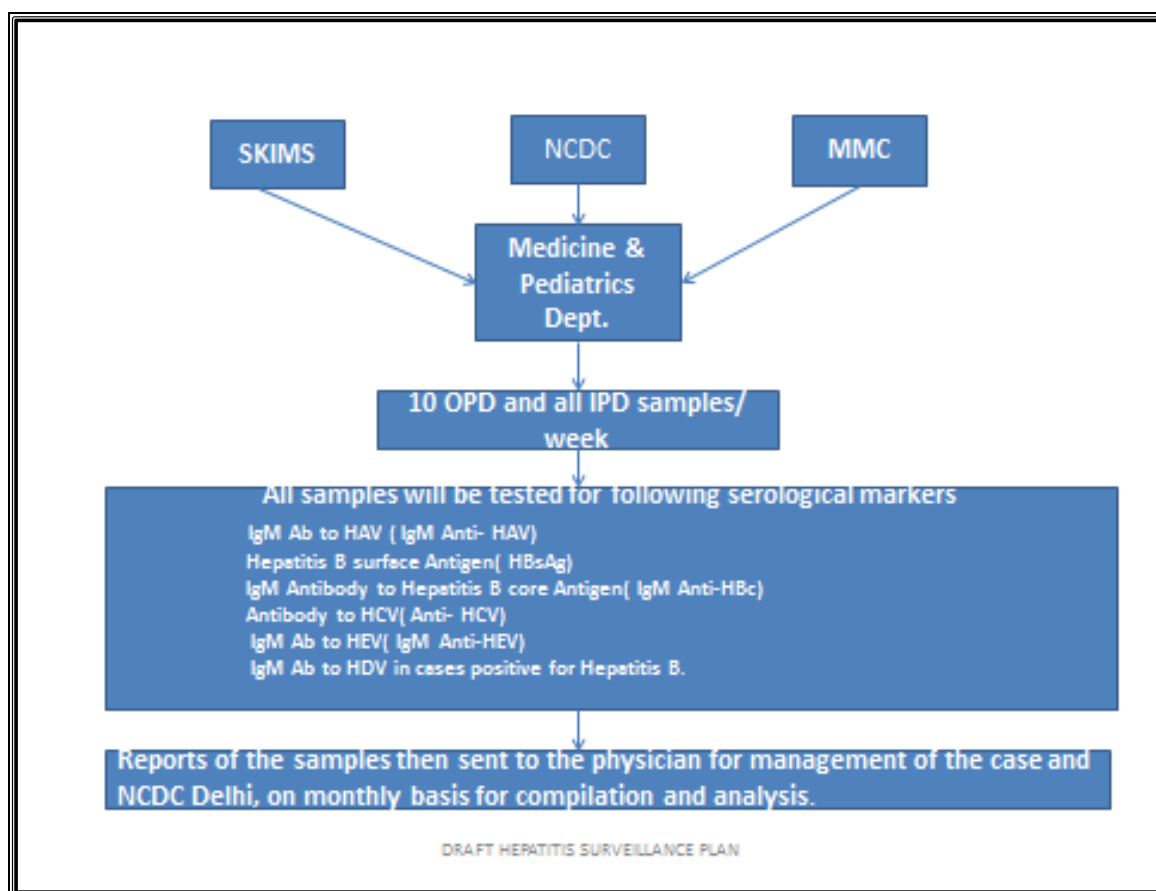 SKIMS
NCDC
MMC
Medicine &
Pediatrics
Dept.
10 OPD and all IPD samples/
week
All samples will be tested for following serological markers
IgM Ab to HAV ( IgM Anti- HAV)
Hepatitis B surface Antigen( HBsAg)
IgM Antibody to Hepatitis B core Antigen( IgM Anti-HBc)
Antibody to HCV( Anti- HCV)
IgM Ab to HEV( IgM Anti-HEV)
IgM Ab to HDV in cases positive for Hepatitis B.
Reports of the samples then sent to the physician for management of the case and
NCDC Delhi, on monthly basis for compilation and analysis.
DRAFT HEPATITIS SURVEILLANCE PLAN